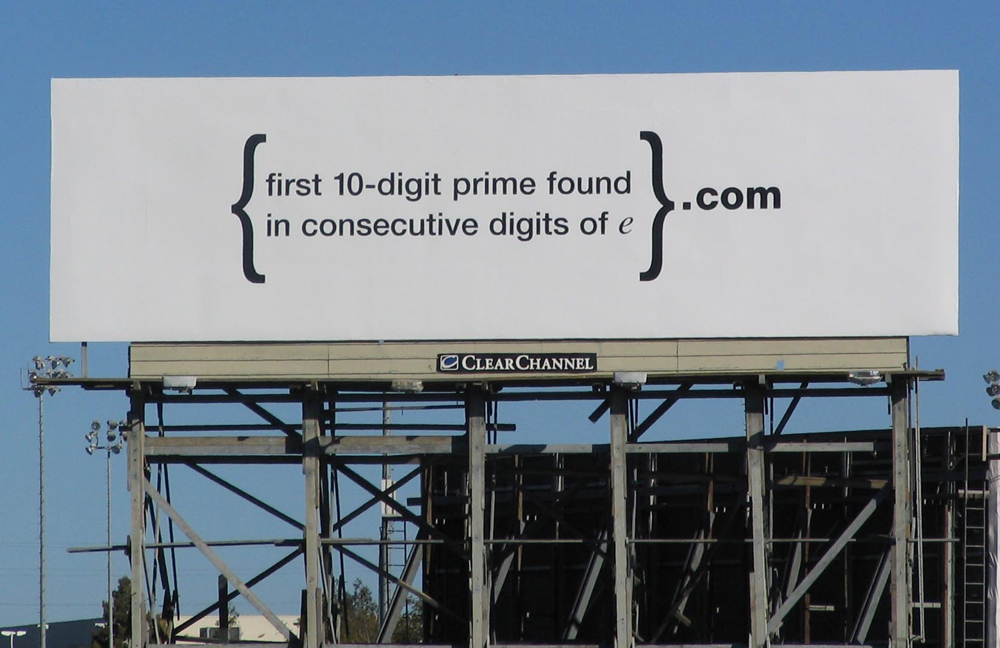 {first 10-digit prime found
in consecutive digits of e}.com
CLEARCHANNEL